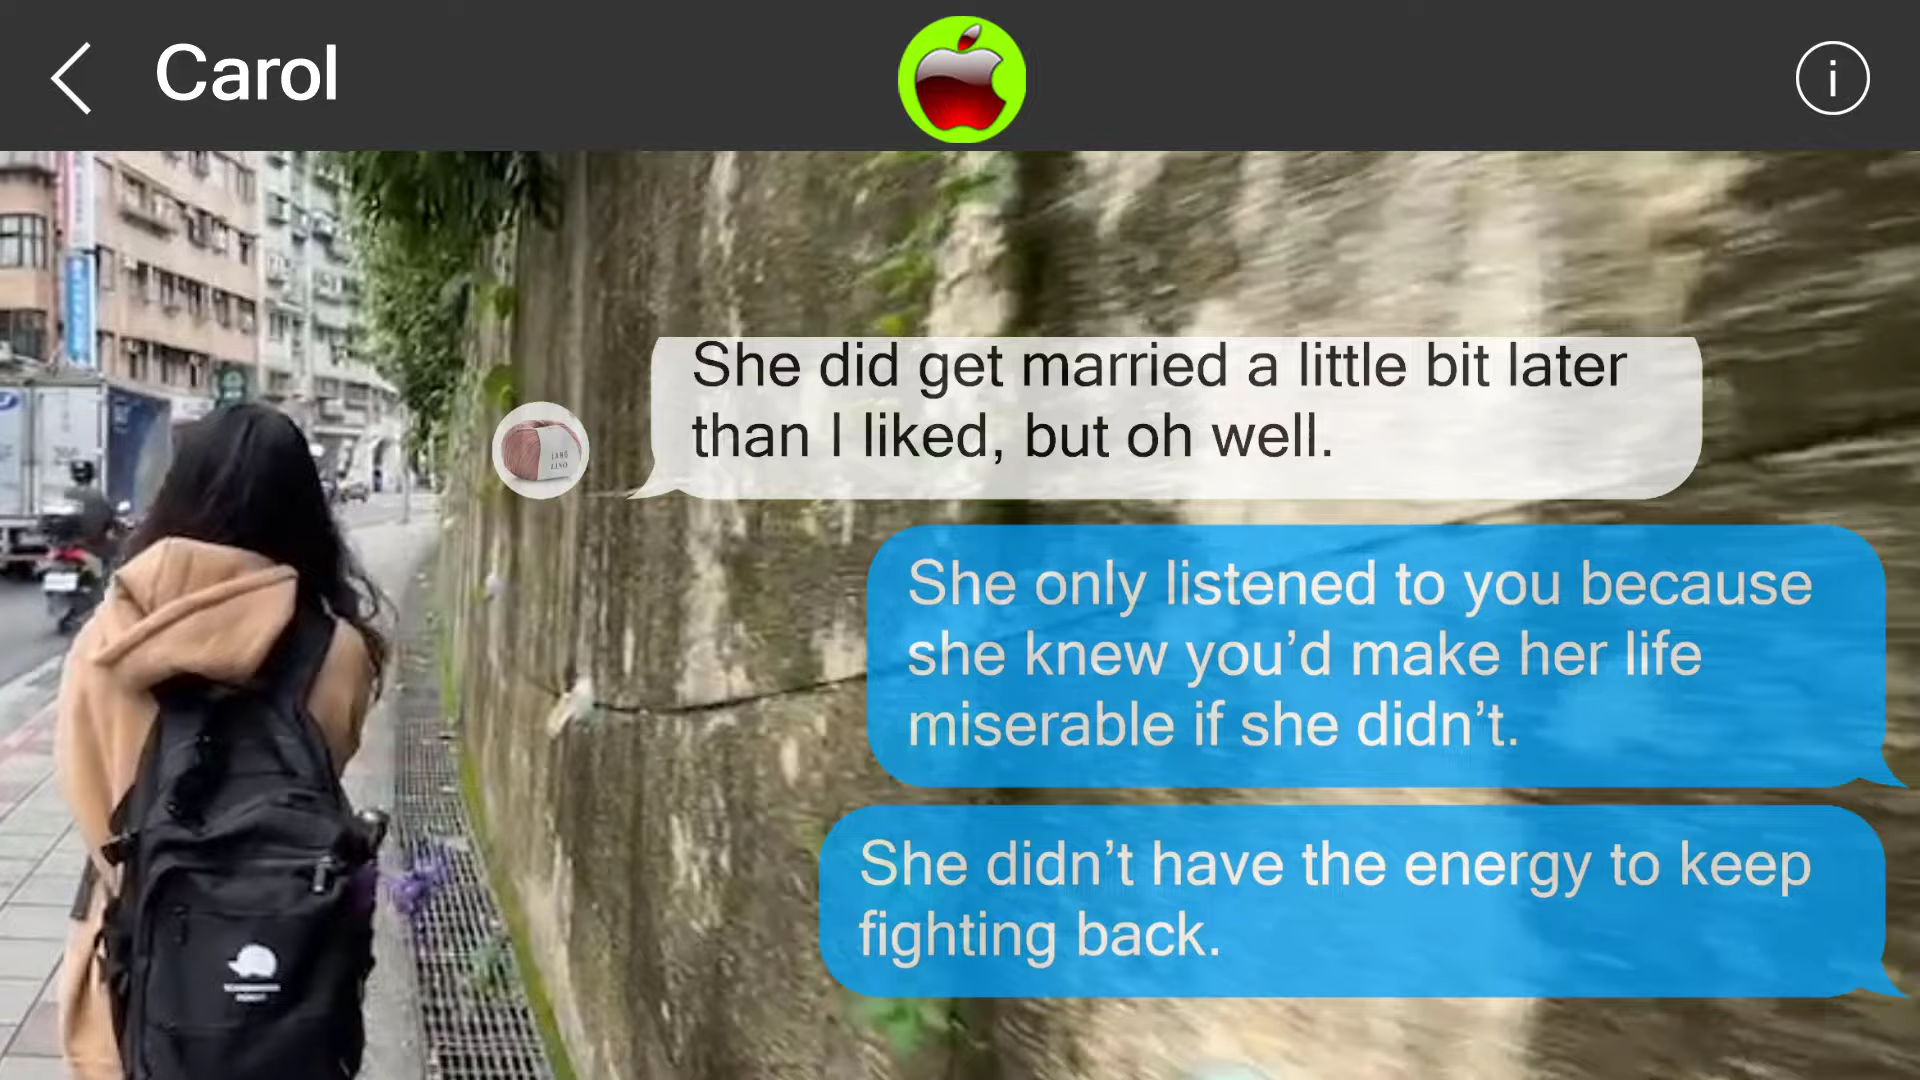 Carol
i
She did get married a little bit later
than I liked, but oh well.
LANG
LINO
She only listened to you because
she knew you’d make her life
miserable if she didn’t.
She didn’t have the energy to keep
fighting back.